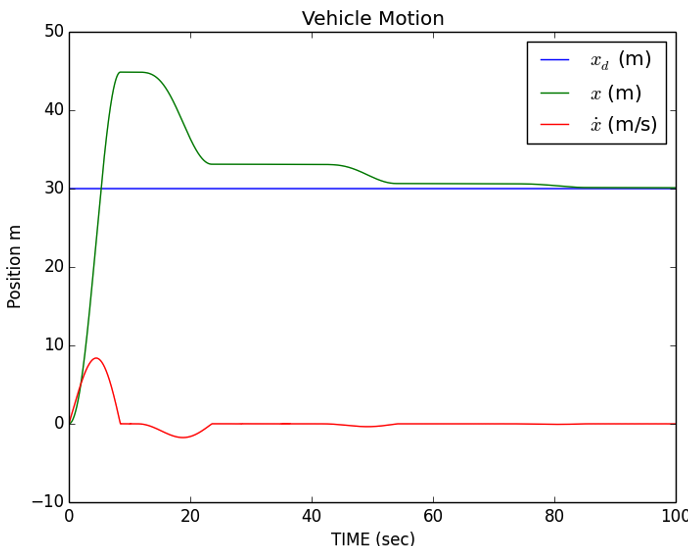 Vehicle Motion
50
40
30
20
10
0
−10
Position m
x_d (m)
x (m)
ẋ (m/s)
0 20 40 60 80 100
TIME (sec)